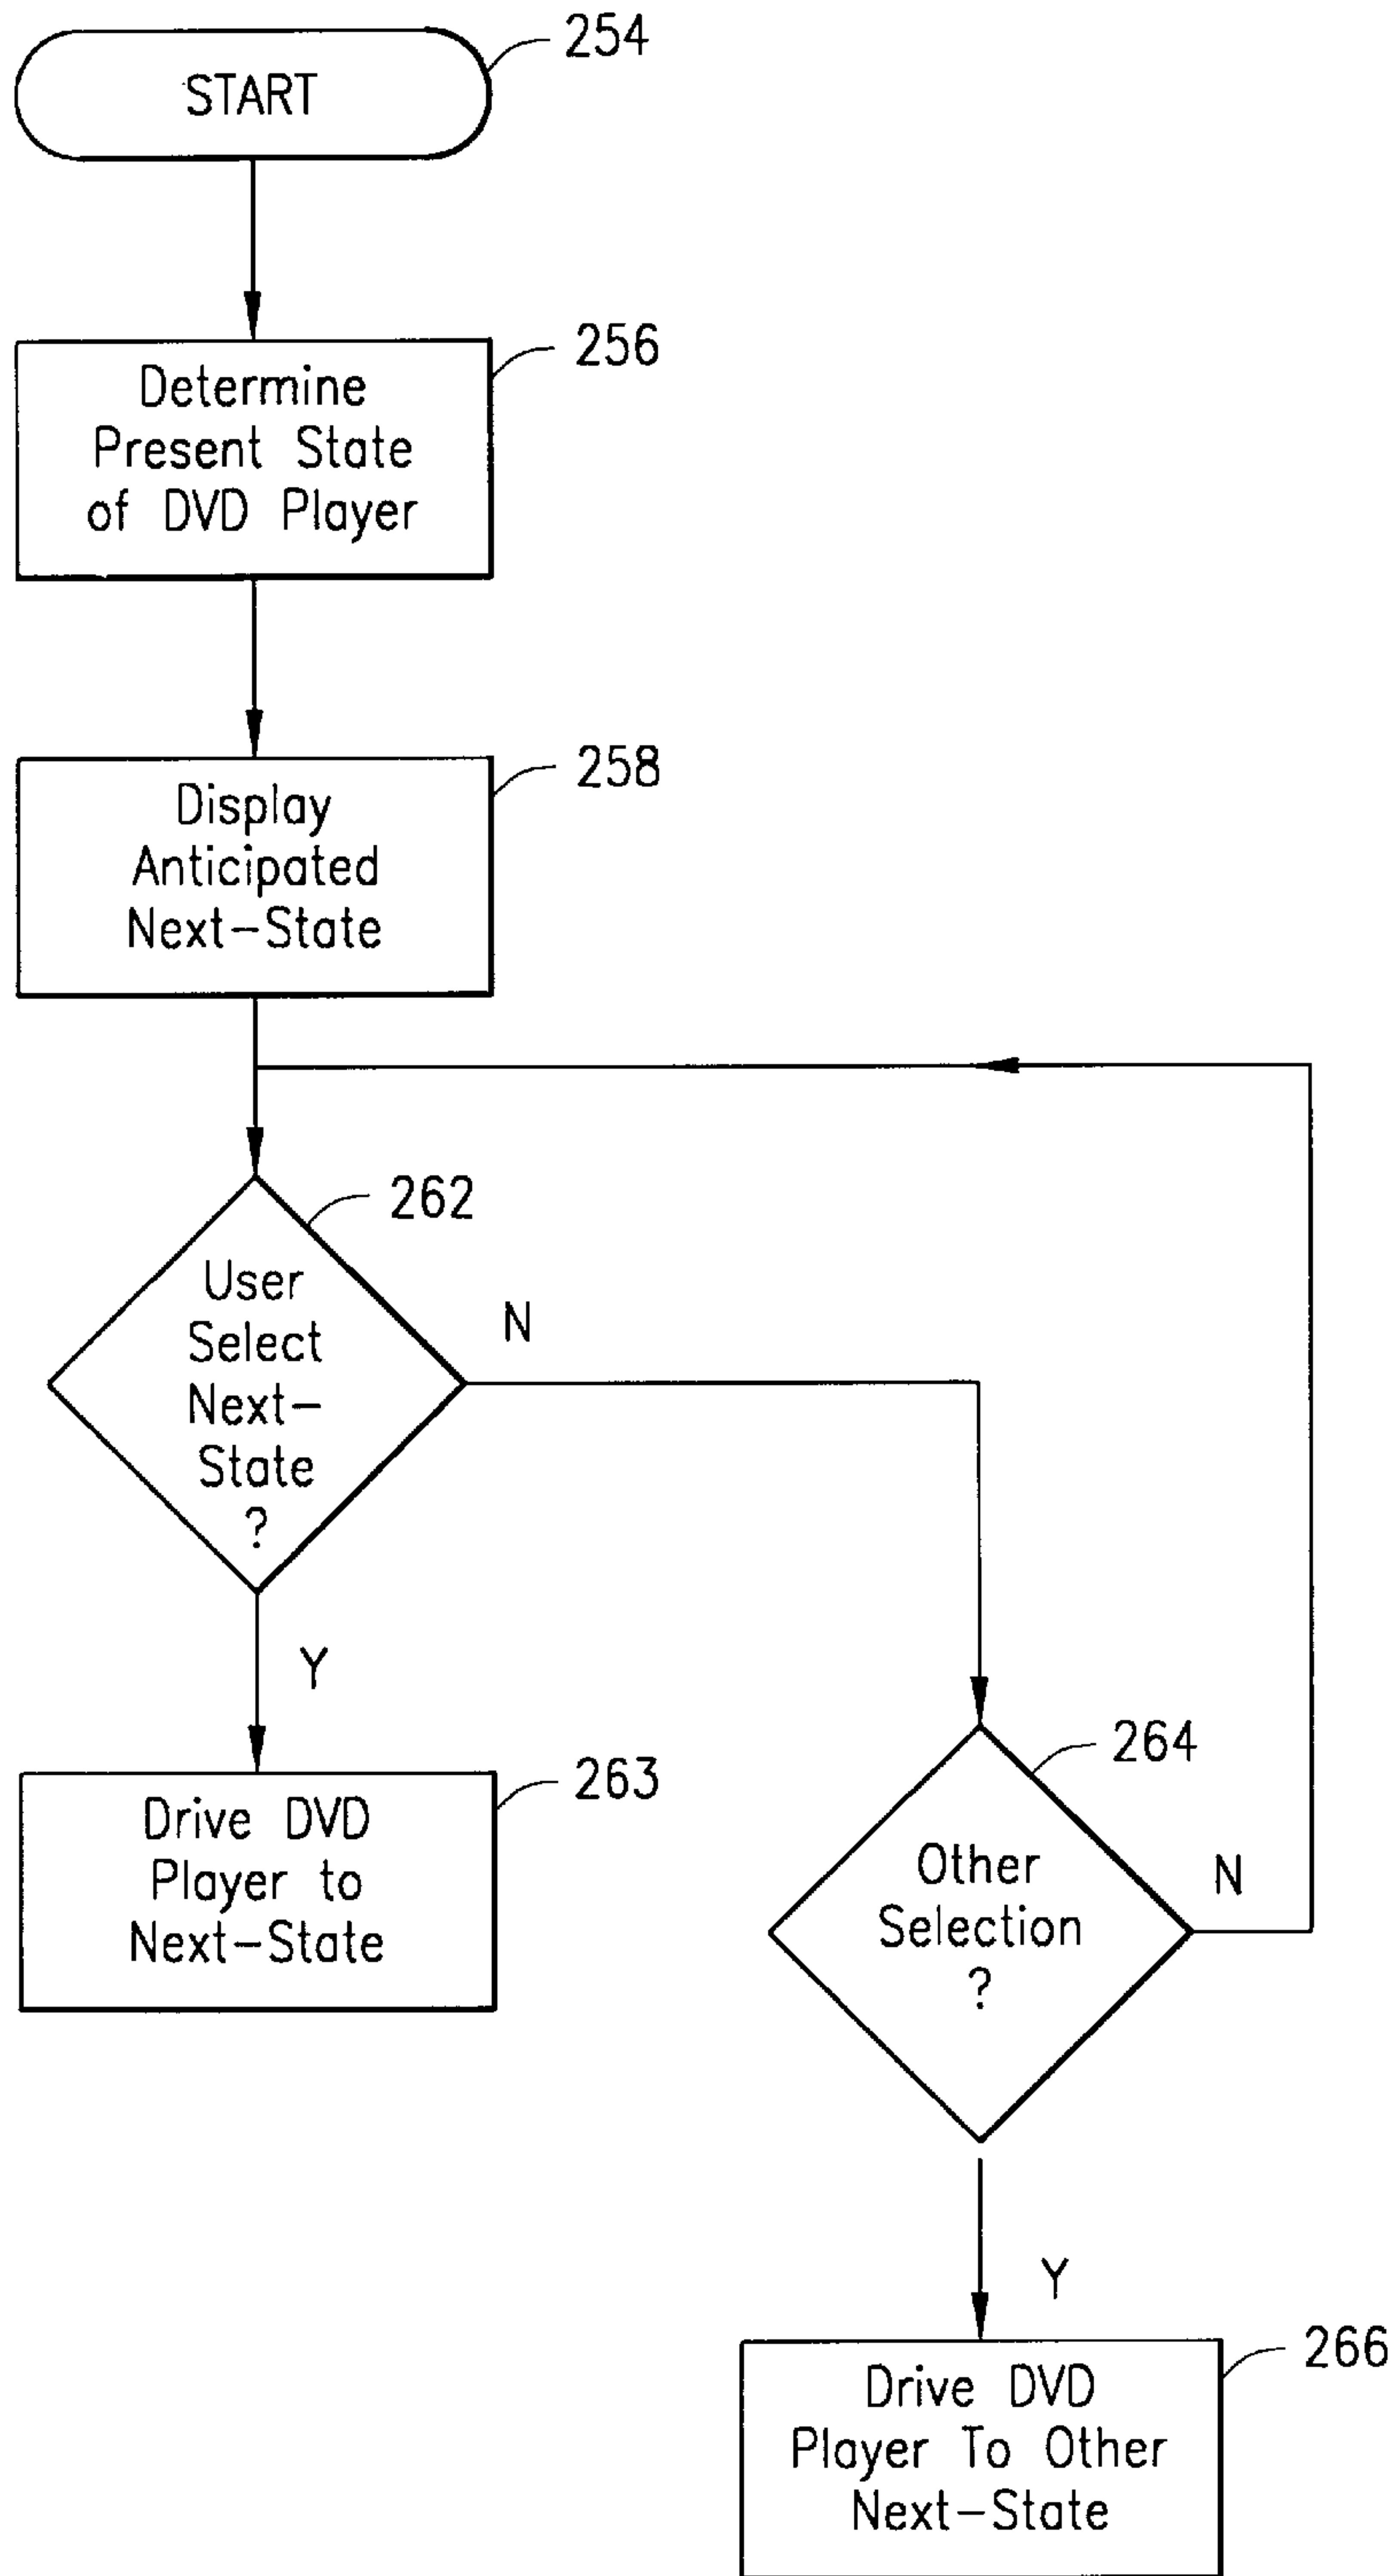 START
254
Determine
Present State
of DVD Player
256
Display
Anticipated
Next-State
258
User
Select
Next-
State
?
262
N
Y
Drive DVD
Player to
Next-State
263
Other
Selection
?
264
N
Y
Drive DVD
Player To Other
Next-State
266